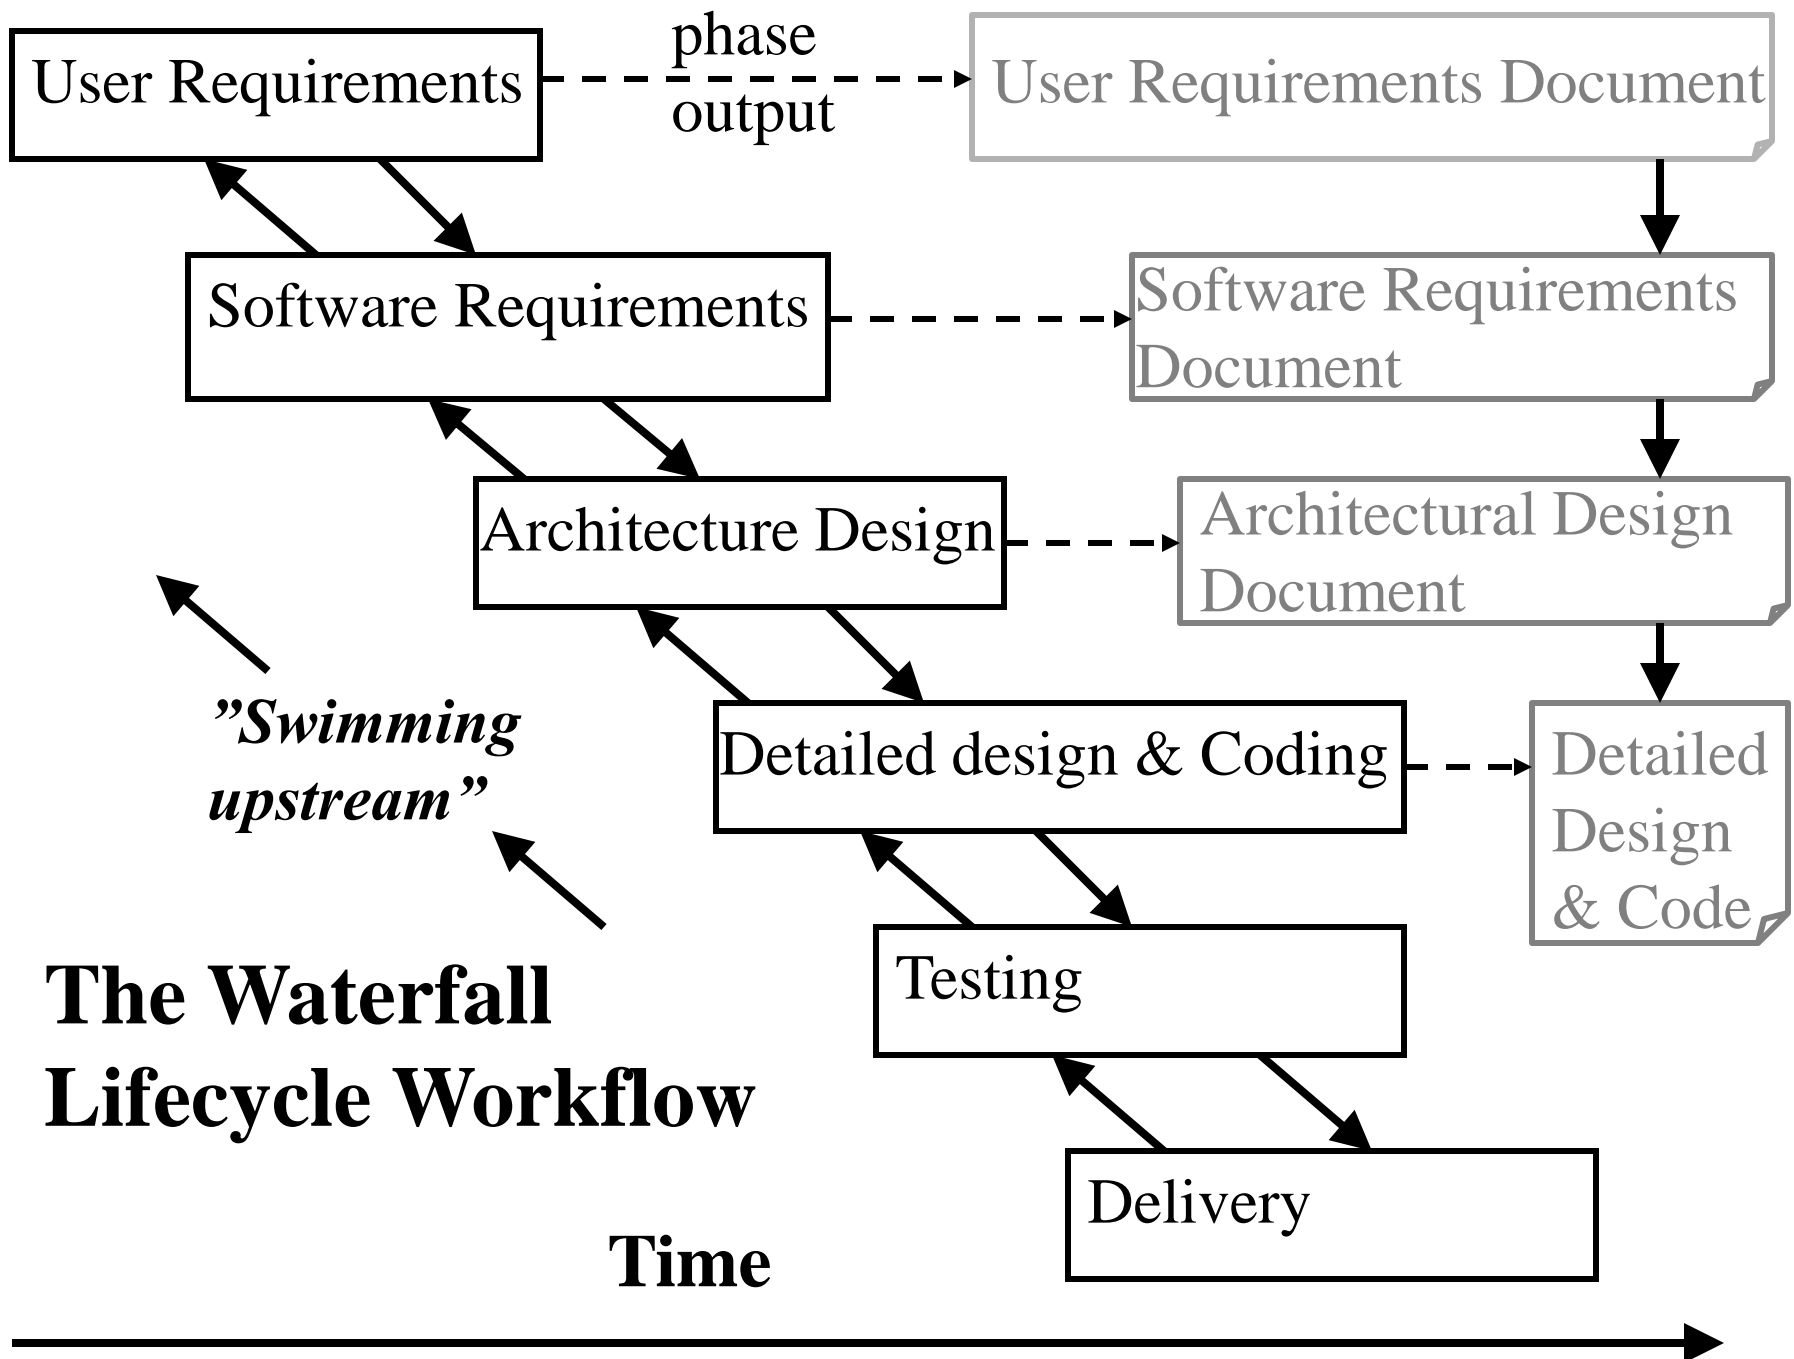 User Requirements
phase
output
User Requirements Document
Software Requirements
Software Requirements
Document
Architecture Design
Architectural Design
Document
”Swimming
upstream”
Detailed design & Coding
Detailed
Design
& Code
Testing
The Waterfall
Lifecycle Workflow
Delivery
Time